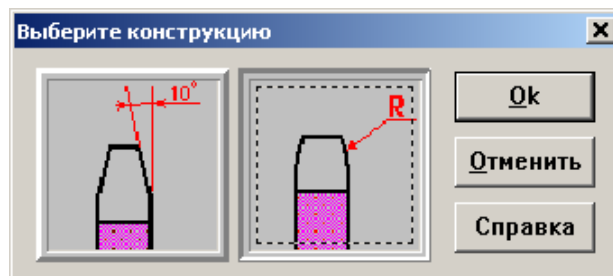 Выберите конструкцию
10°
R
Ok
Отменить
Справка